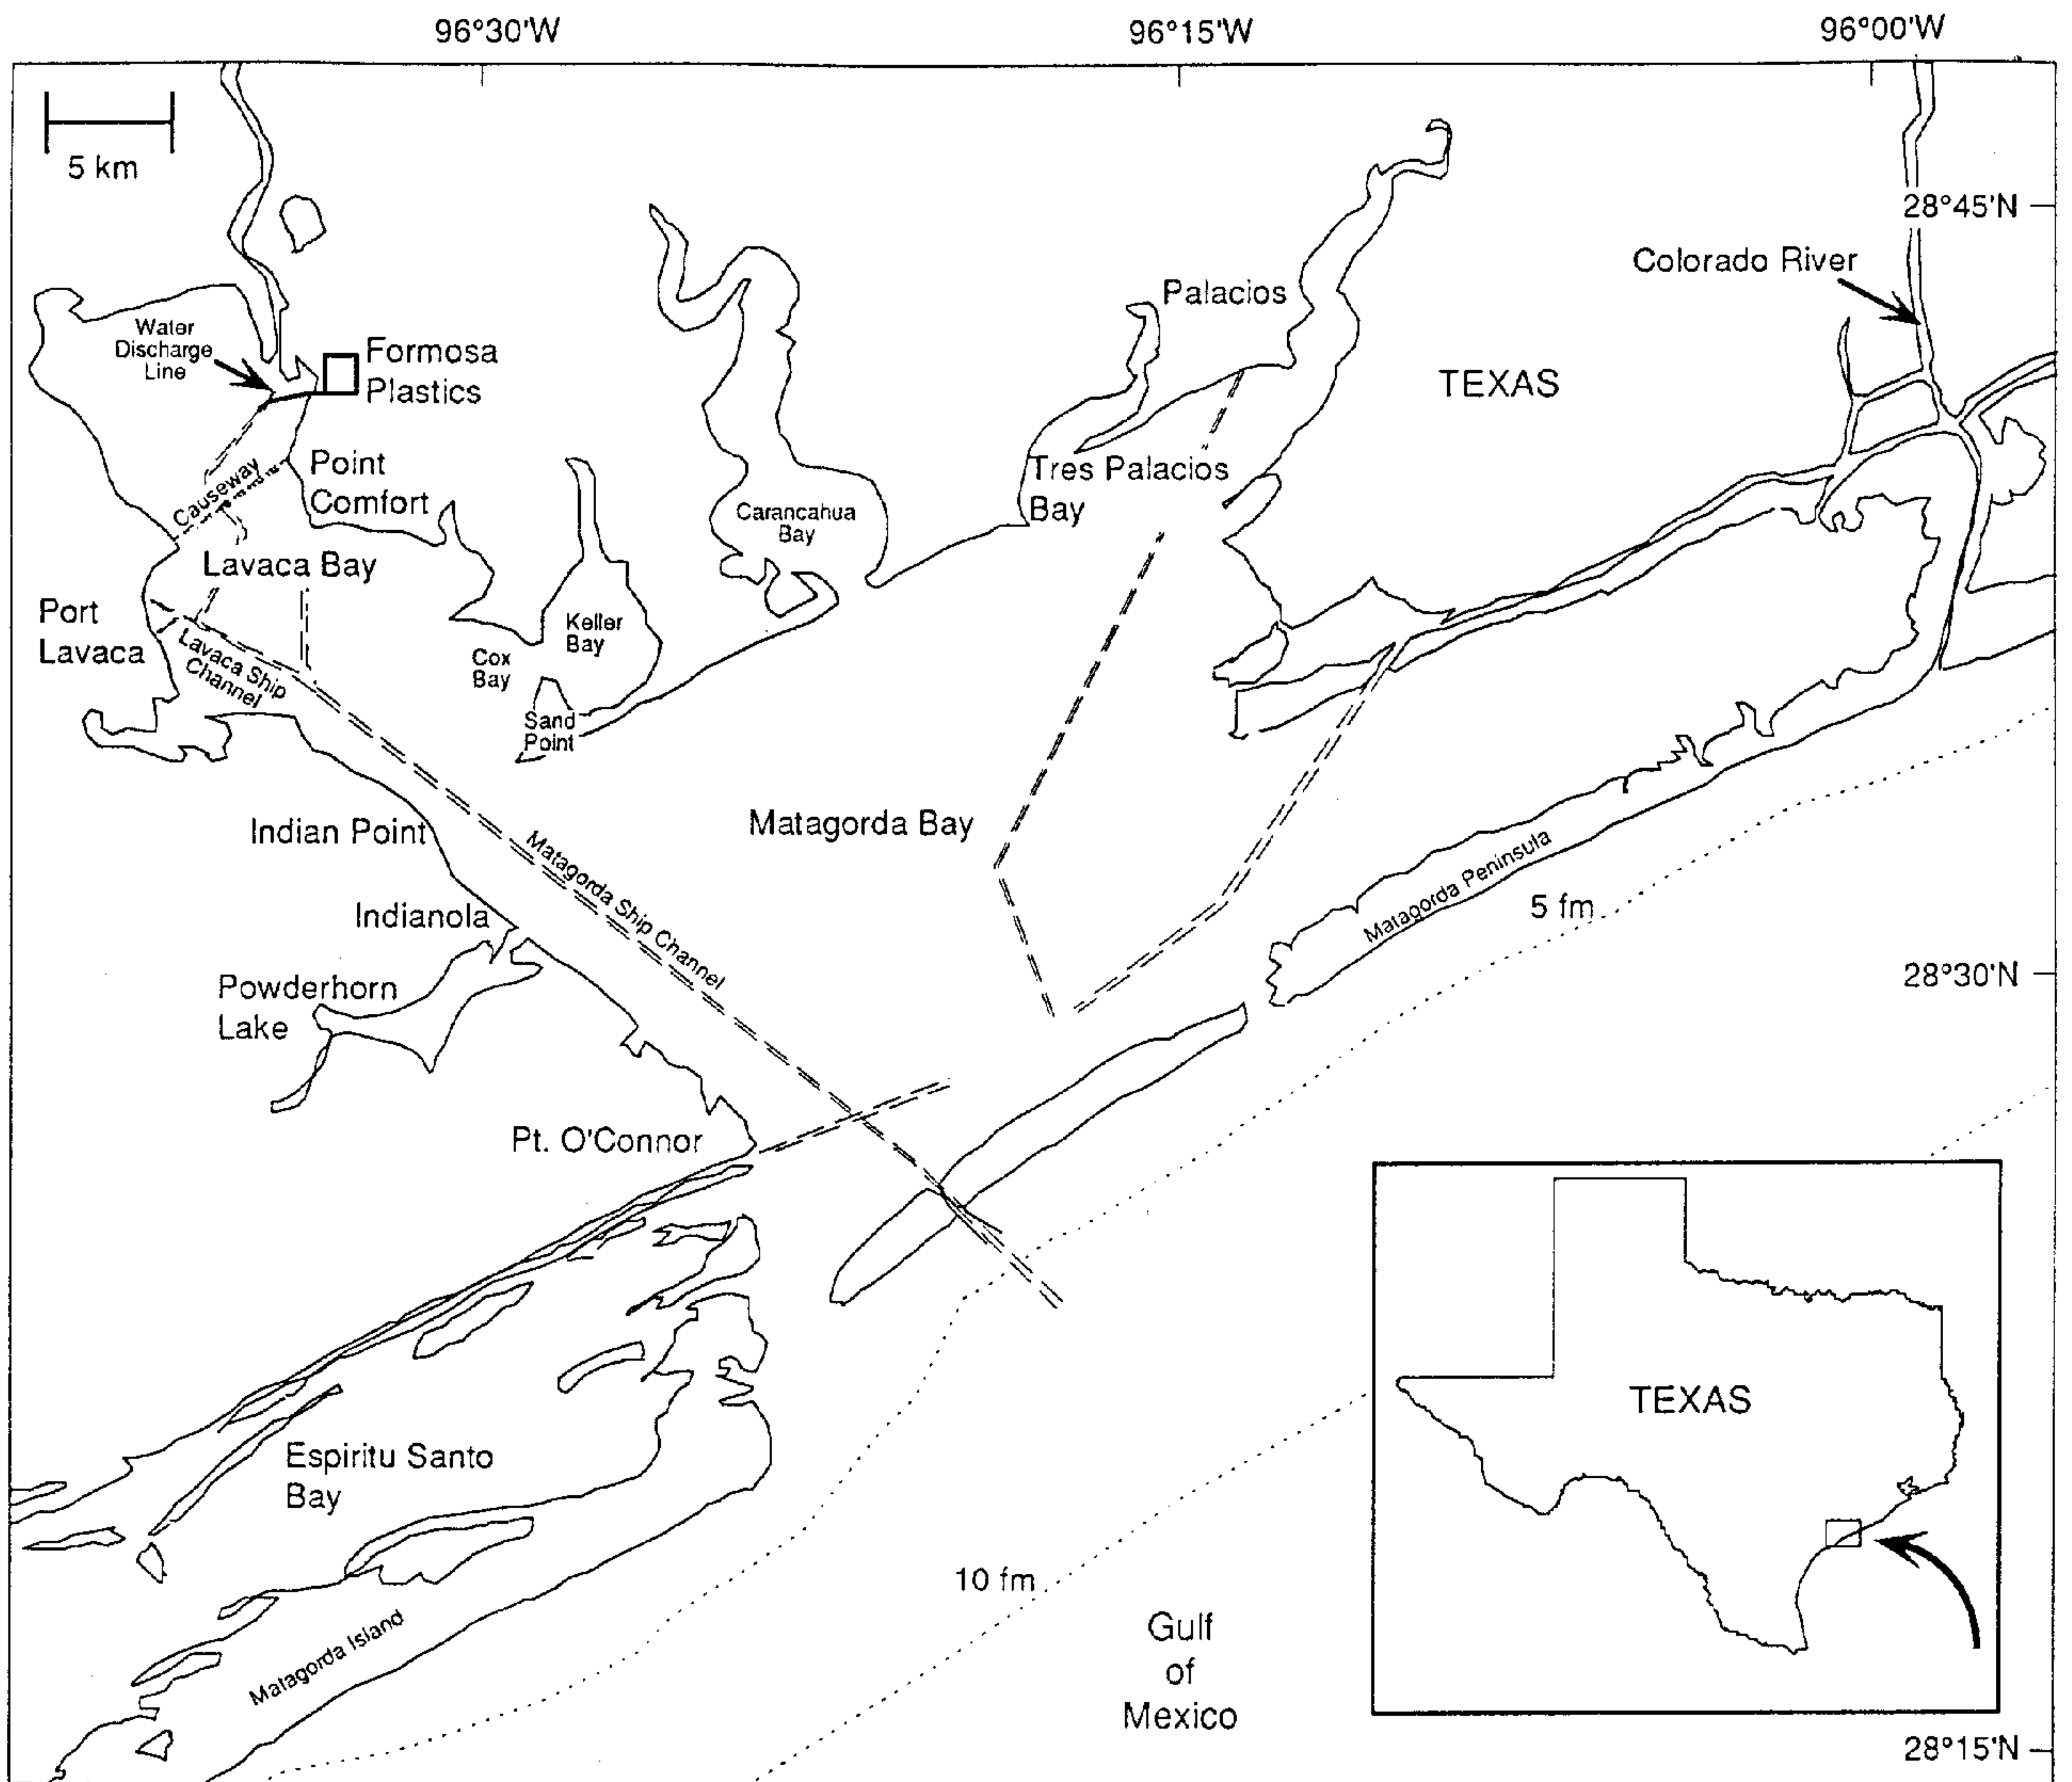 96°30'W
96°15'W
96°00'W
5 km
28°45'N
Colorado River
Palacios
Water
Discharge
Line
Formosa
Plastics
TEXAS
Point
Comfort
Causeway
Tres Palacios
Bay
Carancahua
Bay
Lavaca Bay
Port
Lavaca
Keller
Bay
Cox
Bay
Lavaca Ship
Channel
Sand
Point
Indian Point
Matagorda Bay
Matagorda Ship Channel
Matagorda Peninsula
5 fm
Indianola
28°30'N
Powderhorn
Lake
Pt. O'Connor
TEXAS
Espiritu Santo
Bay
10 fm
Matagorda Island
Gulf
of
Mexico
28°15'N